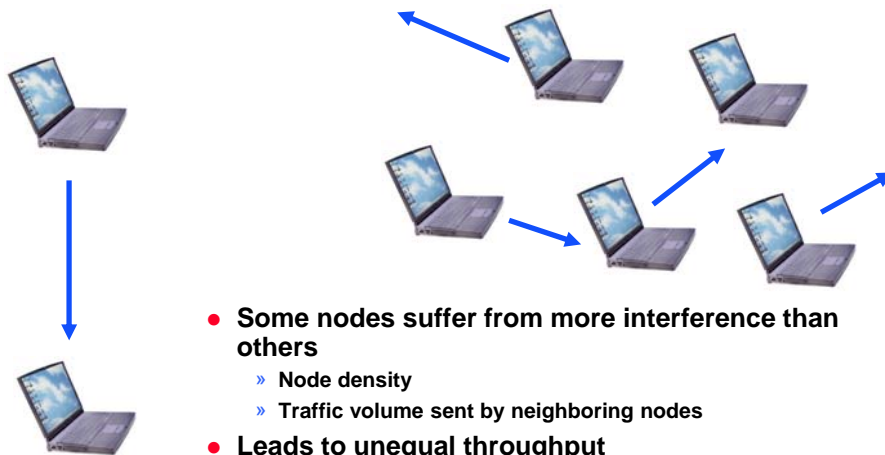 ● Some nodes suffer from more interference than
others
» Node density
» Traffic volume sent by neighboring nodes
● Leads to unequal throughput